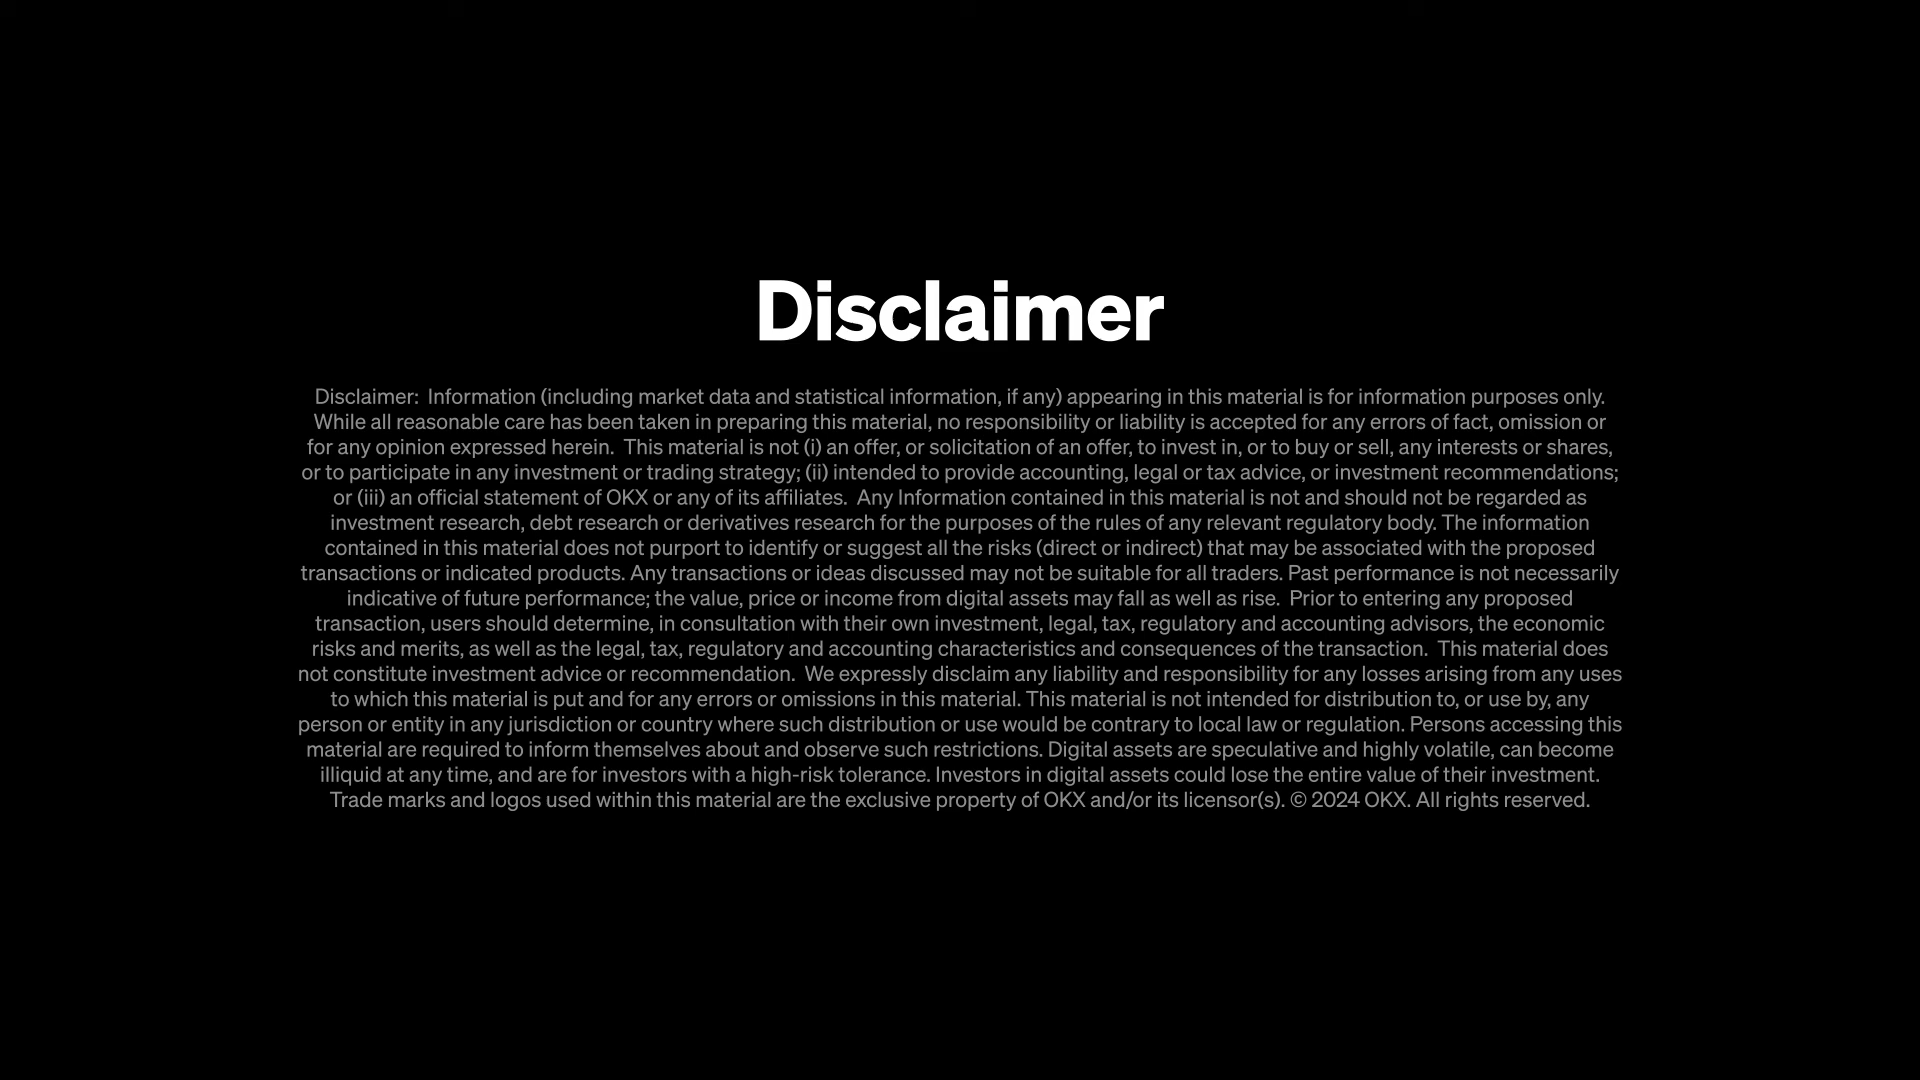 Disclaimer
Disclaimer:  Information (including market data and statistical information, if any) appearing in this material is for information purposes only.
While all reasonable care has been taken in preparing this material, no responsibility or liability is accepted for any errors of fact, omission or
for any opinion expressed herein.  This material is not (i) an offer, or solicitation of an offer, to invest in, or to buy or sell, any interests or shares,
or to participate in any investment or trading strategy; (ii) intended to provide accounting, legal or tax advice, or investment recommendations;
or (iii) an official statement of OKX or any of its affiliates.  Any Information contained in this material is not and should not be regarded as
investment research, debt research or derivatives research for the purposes of the rules of any relevant regulatory body. The information
contained in this material does not purport to identify or suggest all the risks (direct or indirect) that may be associated with the proposed
transactions or indicated products. Any transactions or ideas discussed may not be suitable for all traders. Past performance is not necessarily
indicative of future performance; the value, price or income from digital assets may fall as well as rise.  Prior to entering any proposed
transaction, users should determine, in consultation with their own investment, legal, tax, regulatory and accounting advisors, the economic
risks and merits, as well as the legal, tax, regulatory and accounting characteristics and consequences of the transaction.  This material does
not constitute investment advice or recommendation.  We expressly disclaim any liability and responsibility for any losses arising from any uses
to which this material is put and for any errors or omissions in this material. This material is not intended for distribution to, or use by, any
person or entity in any jurisdiction or country where such distribution or use would be contrary to local law or regulation. Persons accessing this
material are required to inform themselves about and observe such restrictions. Digital assets are speculative and highly volatile, can become
illiquid at any time, and are for investors with a high-risk tolerance. Investors in digital assets could lose the entire value of their investment.
Trade marks and logos used within this material are the exclusive property of OKX and/or its licensor(s). © 2024 OKX. All rights reserved.